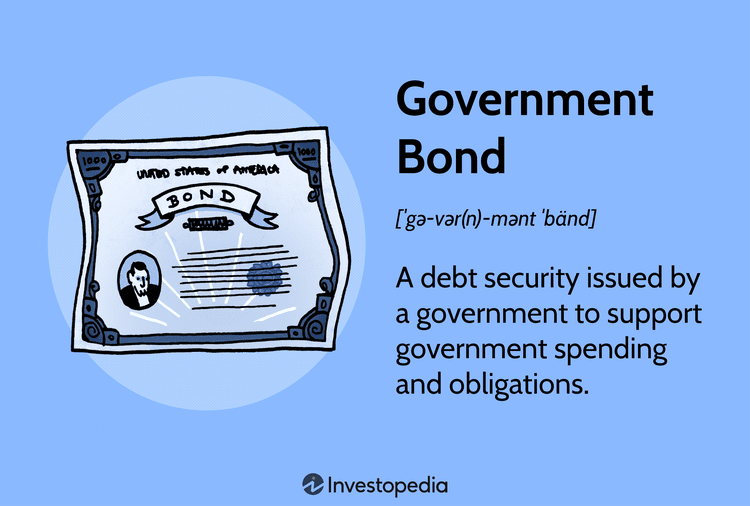 1000
1000
UNITED STATES OF AMERICA
BOND
Government
Bond
[ˈgə-vər(n)-mənt ˈbänd]
A debt security issued by
a government to support
government spending
and obligations.
Investopedia